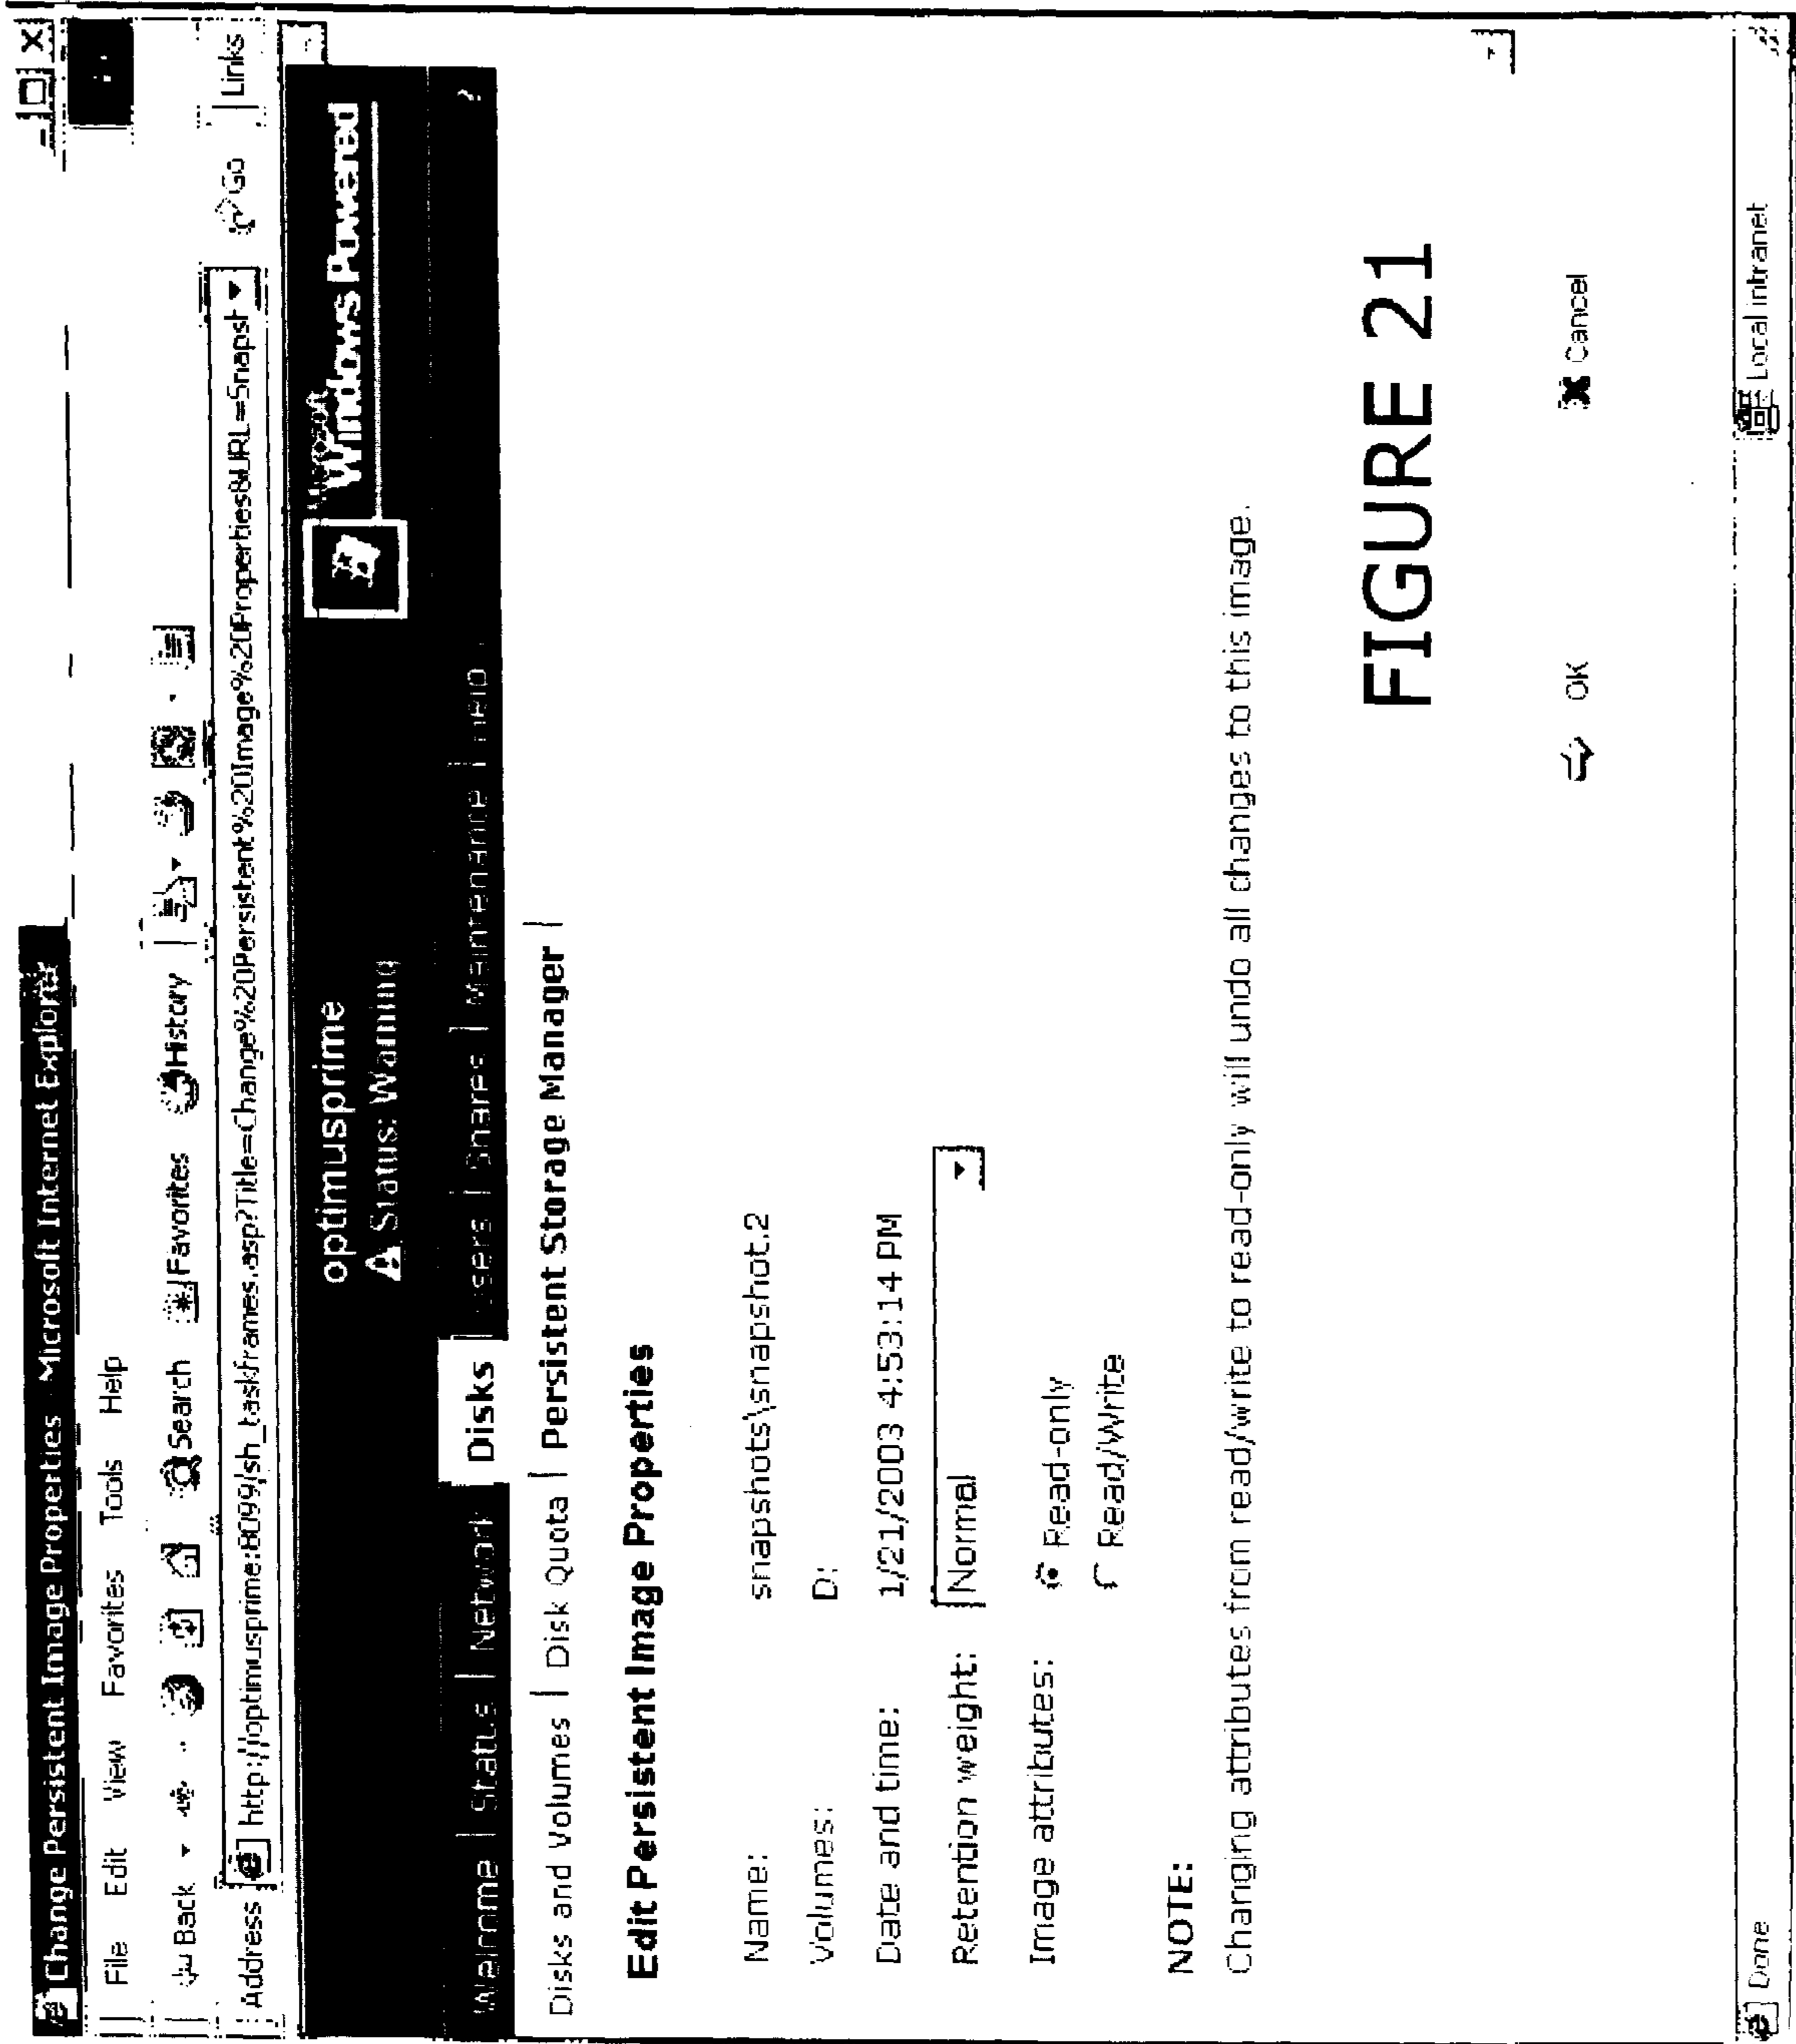 Change Persistent Image Properties - Microsoft Internet Explorer
File Edit View Favorites Tools Help
Back Search Favorites History
Address http://optimusprime:8099/sh_taskframes.asp?Title=Change%20Persistent%20Image%20Properties&URL=Snapsh Go Links
optimusprime
Status: Warning
Microsoft
Windows Powered
Welcome | Status | Network | Disks | Users | Shares | Maintenance | Help ?
Disks and Volumes | Disk Quota | Persistent Storage Manager |
Edit Persistent Image Properties
Name: snapshots\snapshot.2
Volumes: D:
Date and time: 1/21/2003 4:53:14 PM
Retention weight: Normal
Image attributes: Read-only
Read/Write
NOTE:
Changing attributes from read/write to read-only will undo all changes to this image.
FIGURE 21
OK Cancel
Done Local intranet